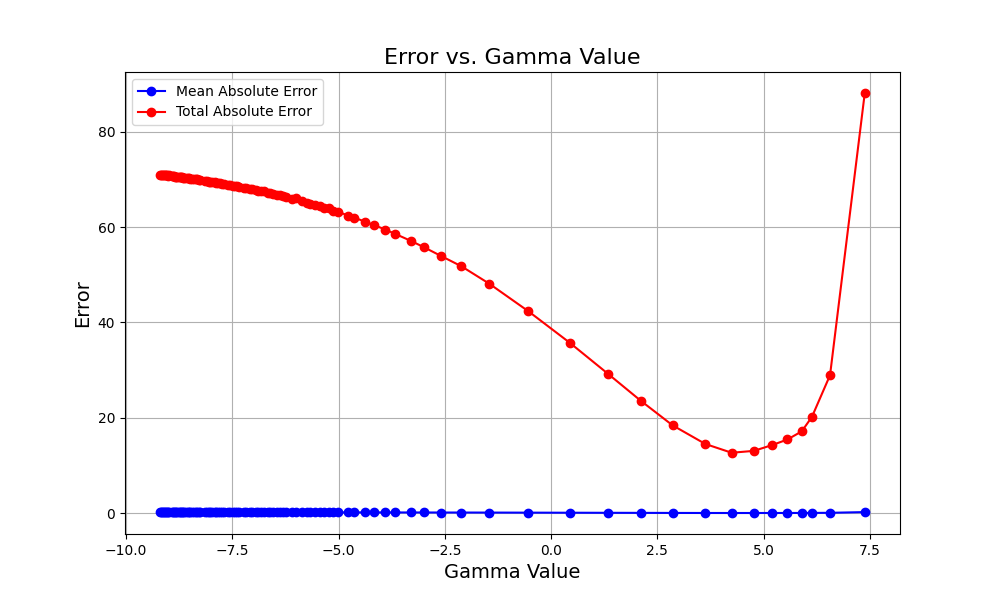 Error vs. Gamma Value
Mean Absolute Error
Total Absolute Error
Error
80
60
40
20
0
−10.0 −7.5 −5.0 −2.5 0.0 2.5 5.0 7.5
Gamma Value